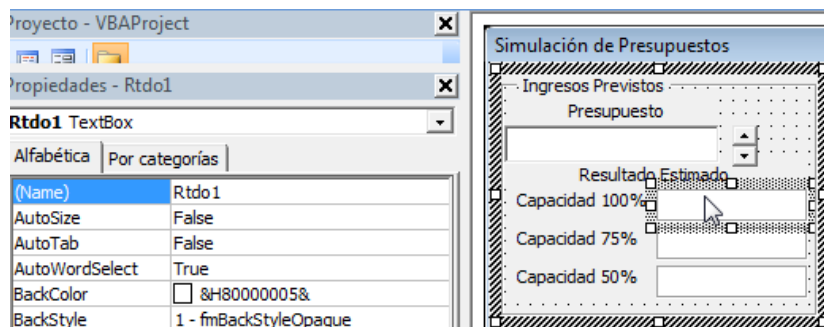 Proyecto - VBAProject
Propiedades - Rtdo1
Rtdo1 TextBox
Alfabética Por categorías
(Name) Rtdo1
AutoSize False
AutoTab False
AutoWordSelect True
BackColor &H80000005&
BackStyle 1 - fmBackStyleOpaque
Simulación de Presupuestos
Ingresos Previstos
Presupuesto
Resultado Estimado
Capacidad 100%
Capacidad 75%
Capacidad 50%